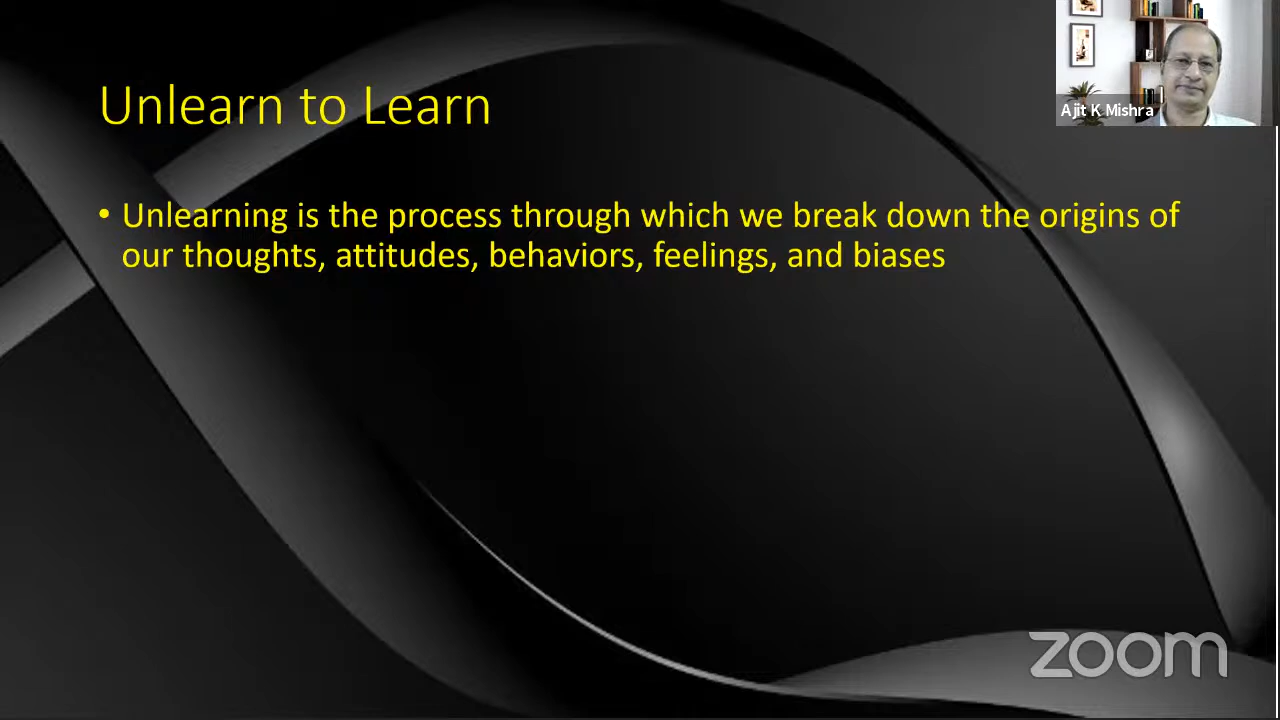 Unlearn to Learn
Ajit K Mishra
• Unlearning is the process through which we break down the origins of
our thoughts, attitudes, behaviors, feelings, and biases
zoom